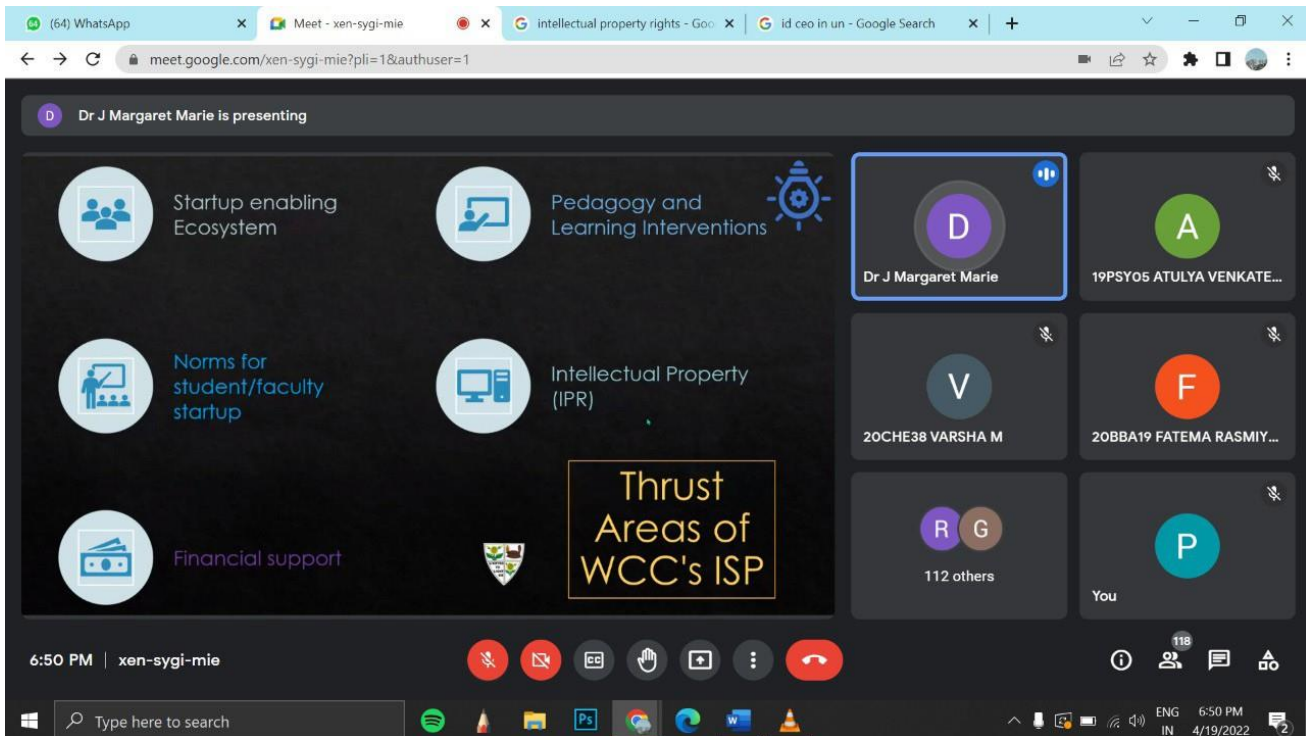 (64) WhatsApp
Meet - xen-sygi-mie
intellectual property rights - Goo
id ceo in un - Google Search
meet.google.com/xen-sygi-mie?pli=1&authuser=1
D
Dr J Margaret Marie is presenting
Startup enabling
Ecosystem
Pedagogy and
Learning Interventions
Norms for
student/faculty
startup
Intellectual Property
(IPR)
Financial support
Thrust
Areas of
WCC's ISP
D
Dr J Margaret Marie
A
19PSY05 ATULYA VENKATE...
V
20CHE38 VARSHA M
F
20BBA19 FATEMA RASMIY...
R G
112 others
P
You
6:50 PM | xen-sygi-mie
CC
118
Type here to search
Ps
W
ENG
IN
6:50 PM
4/19/2022
2